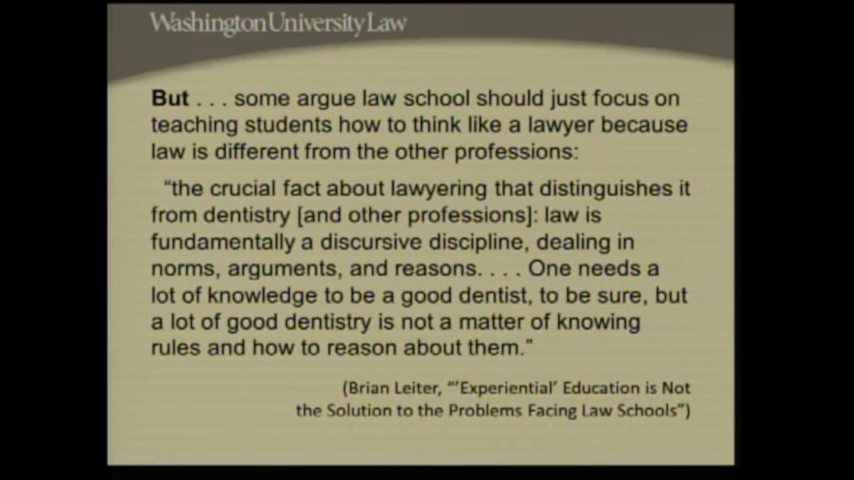 WashingtonUniversityLaw
But . . . some argue law school should just focus on
teaching students how to think like a lawyer because
law is different from the other professions:
“the crucial fact about lawyering that distinguishes it
from dentistry [and other professions]: law is
fundamentally a discursive discipline, dealing in
norms, arguments, and reasons. . . . One needs a
lot of knowledge to be a good dentist, to be sure, but
a lot of good dentistry is not a matter of knowing
rules and how to reason about them.”
(Brian Leiter, “‘Experiential’ Education is Not
the Solution to the Problems Facing Law Schools”)